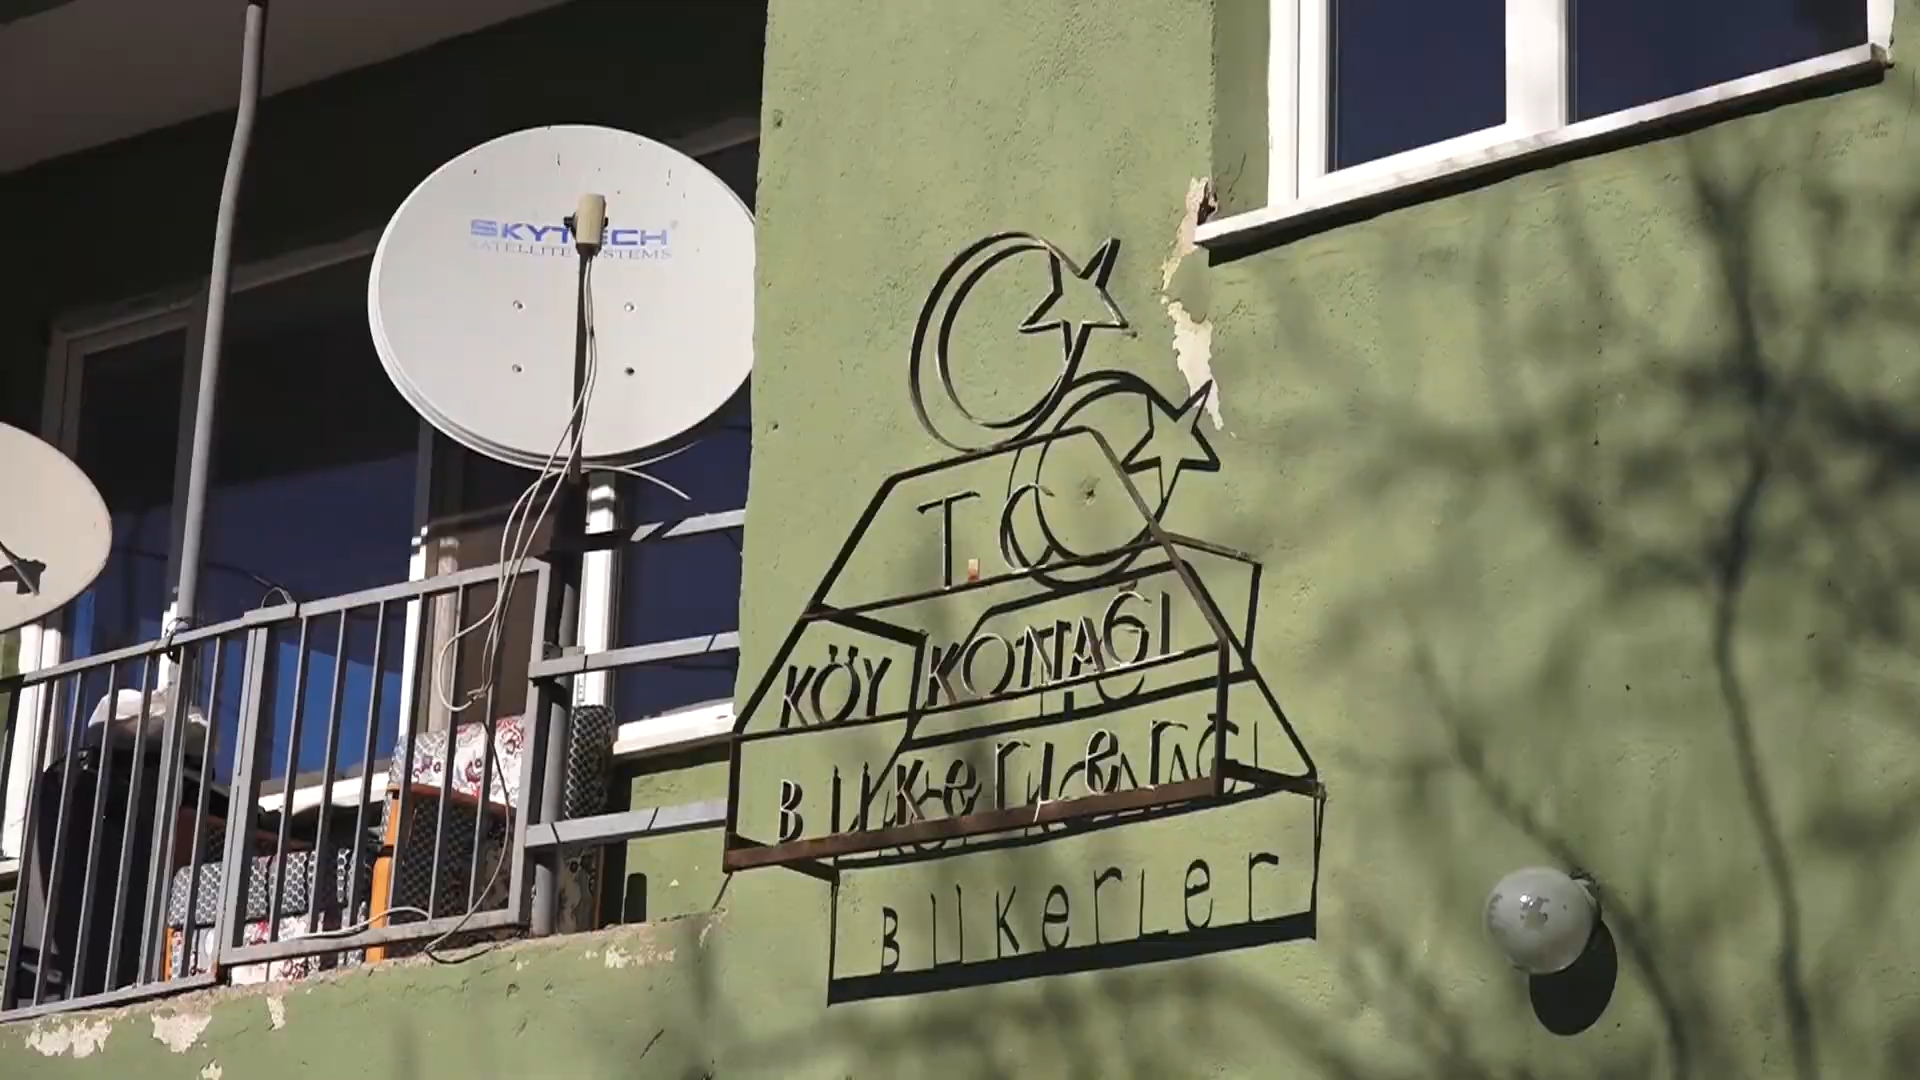 SKYTECH
SATELLITE SYSTEMS
T.C
KÖY KONAĞI
BİLKerLer